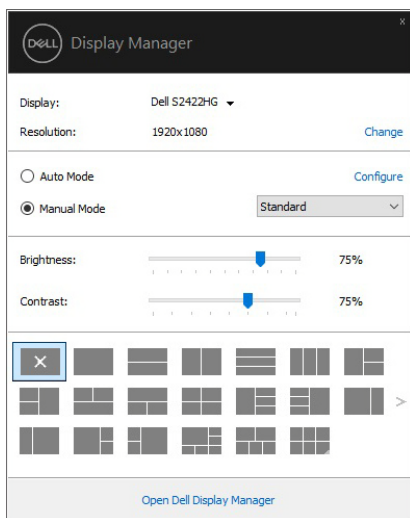 x
DELL Display Manager
Display: Dell S2422HG
Resolution: 1920x1080 Change
Auto Mode Configure
Manual Mode Standard
Brightness: 75%
Contrast: 75%
Open Dell Display Manager